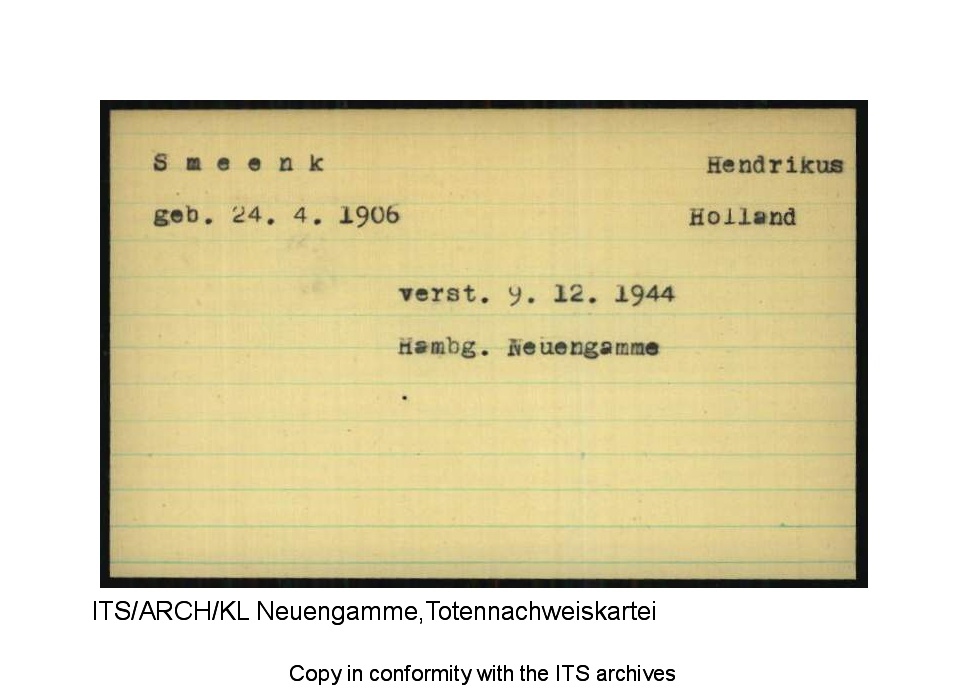 S m e e n k Hendrikus
geb. 24. 4. 1906 Holland
verst. 9. 12. 1944
Hambg. Neuengamme
.
ITS/ARCH/KL Neuengamme,Totennachweiskartei
Copy in conformity with the ITS archives